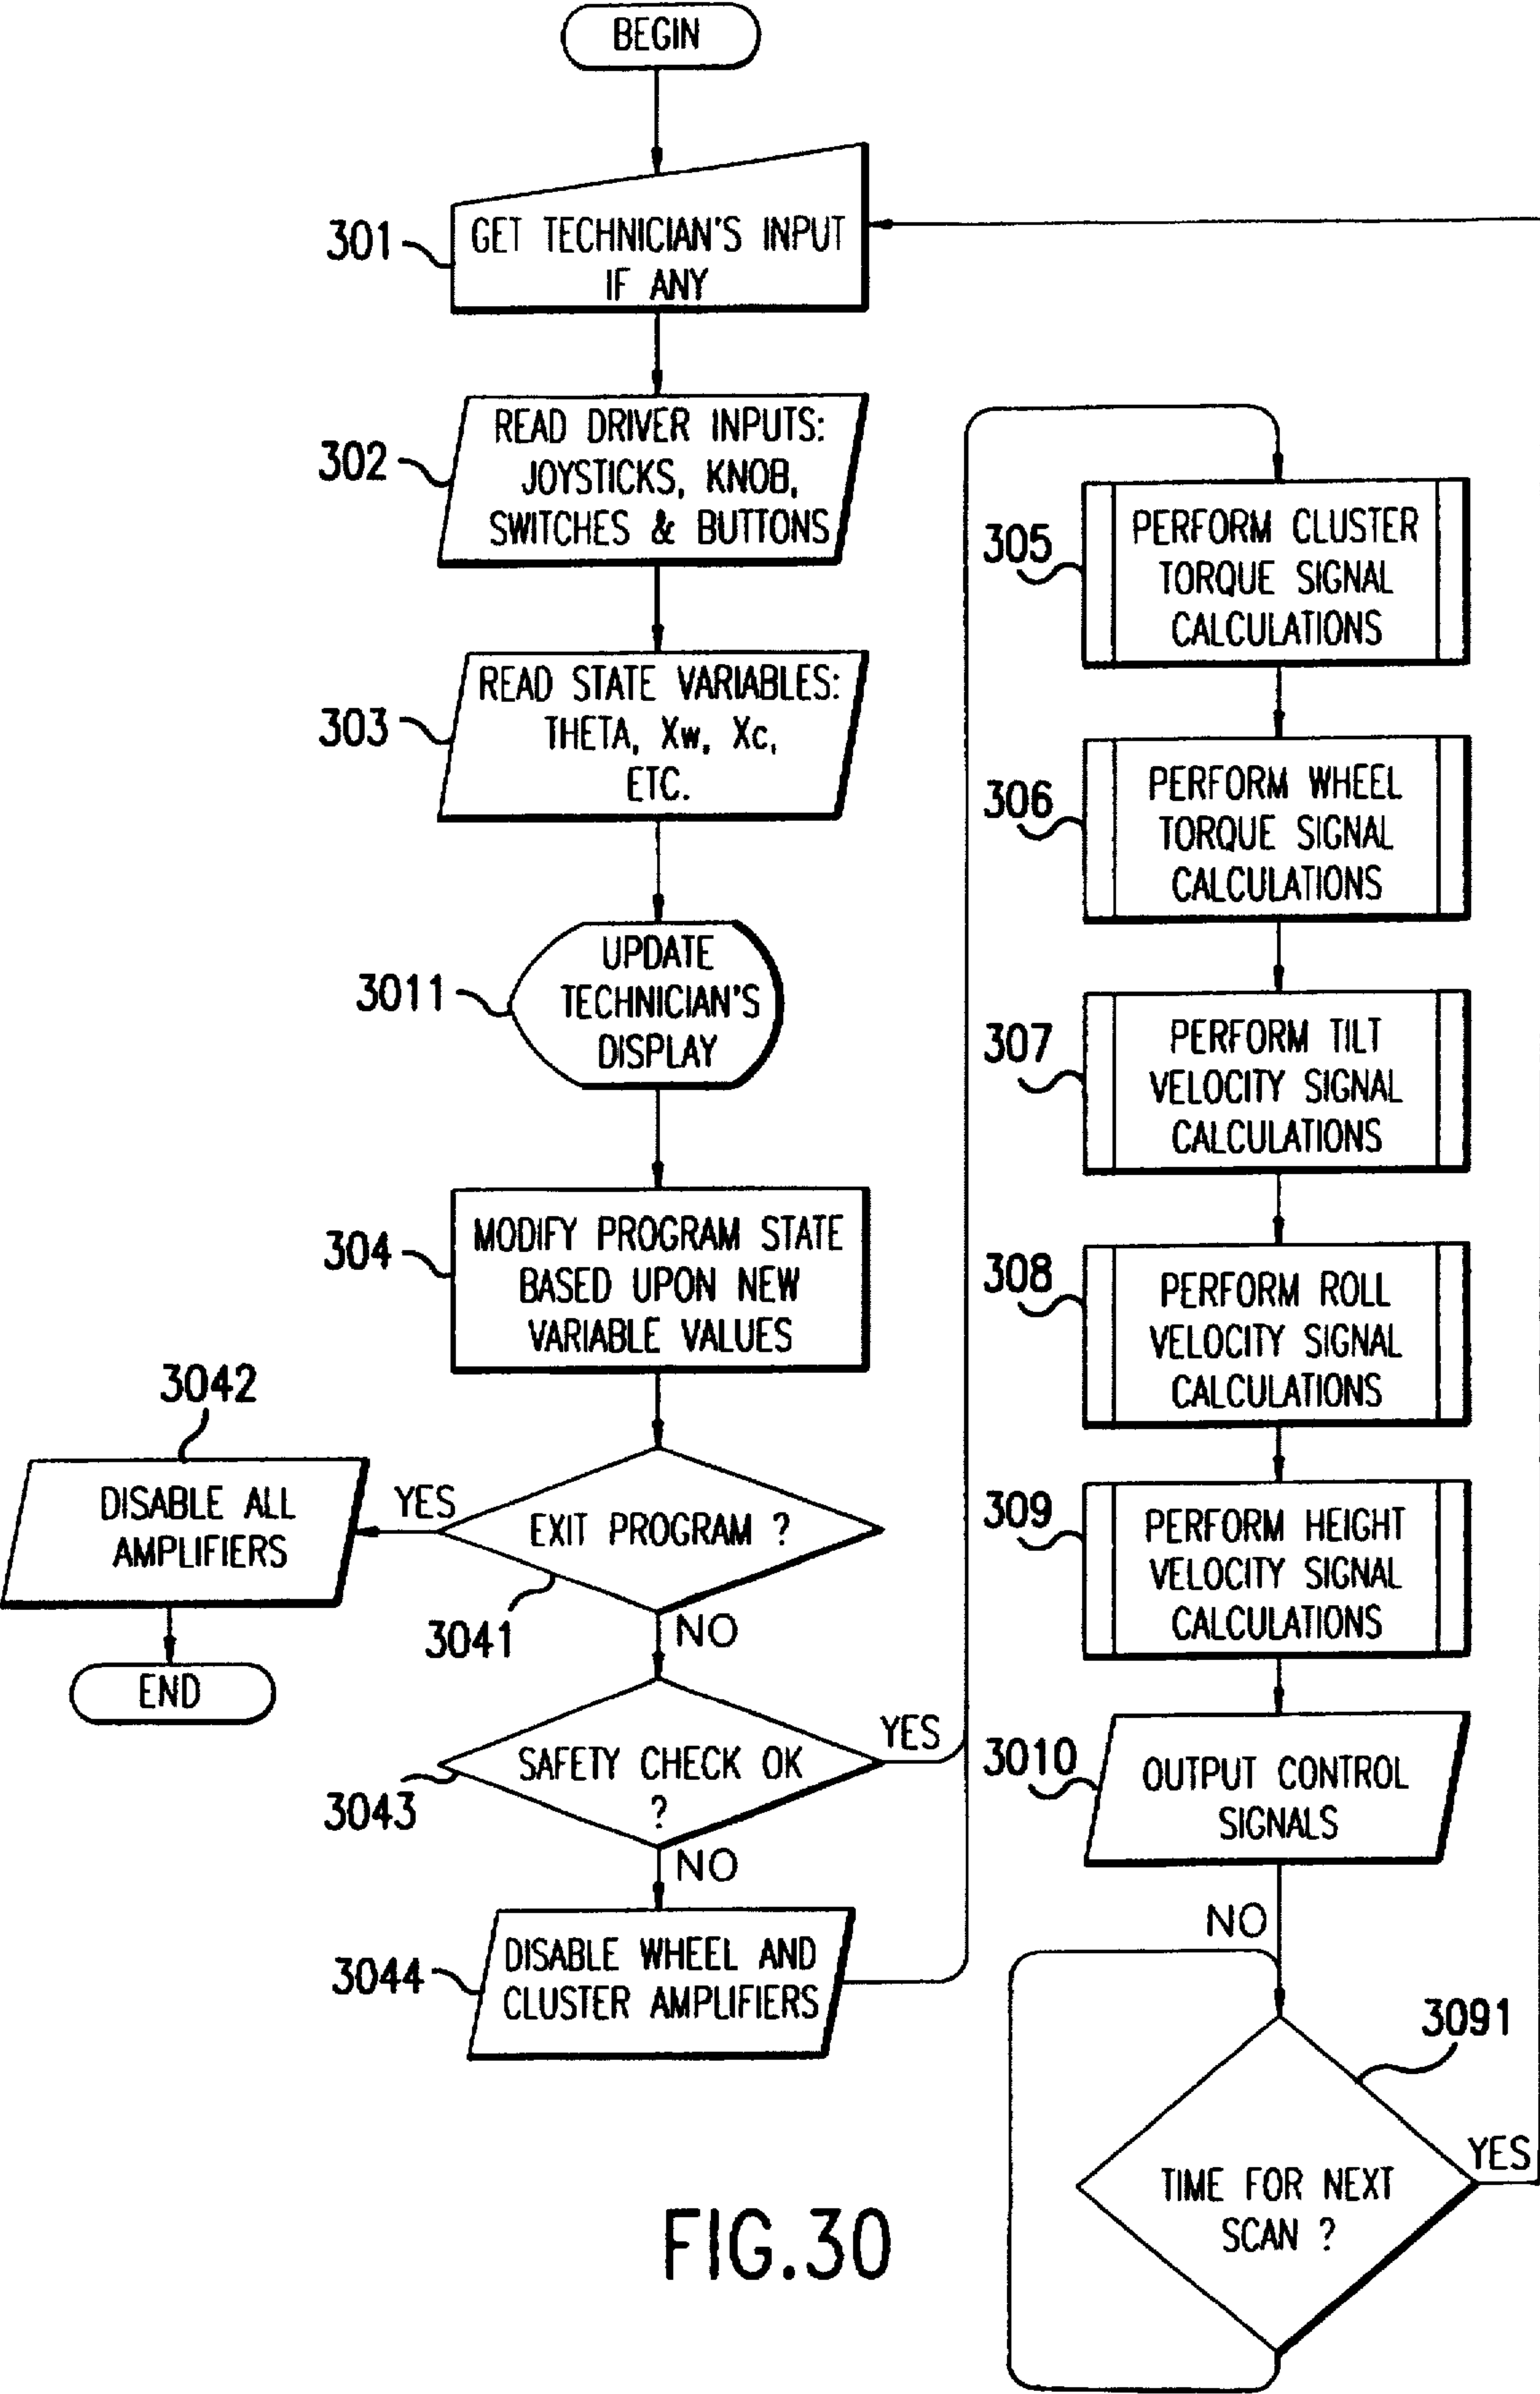 BEGIN
301
GET TECHNICIAN'S INPUT
IF ANY
302
READ DRIVER INPUTS:
JOYSTICKS, KNOB,
SWITCHES & BUTTONS
303
READ STATE VARIABLES:
THETA, Xw, Xc,
ETC.
3011
UPDATE
TECHNICIAN'S
DISPLAY
304
MODIFY PROGRAM STATE
BASED UPON NEW
VARIABLE VALUES
3042
DISABLE ALL
AMPLIFIERS
YES
EXIT PROGRAM ?
3041
NO
END
SAFETY CHECK OK
?
3043
YES
NO
3044
DISABLE WHEEL AND
CLUSTER AMPLIFIERS
305
PERFORM CLUSTER
TORQUE SIGNAL
CALCULATIONS
306
PERFORM WHEEL
TORQUE SIGNAL
CALCULATIONS
307
PERFORM TILT
VELOCITY SIGNAL
CALCULATIONS
308
PERFORM ROLL
VELOCITY SIGNAL
CALCULATIONS
309
PERFORM HEIGHT
VELOCITY SIGNAL
CALCULATIONS
3010
OUTPUT CONTROL
SIGNALS
NO
3091
TIME FOR NEXT
SCAN ?
YES
FIG.30